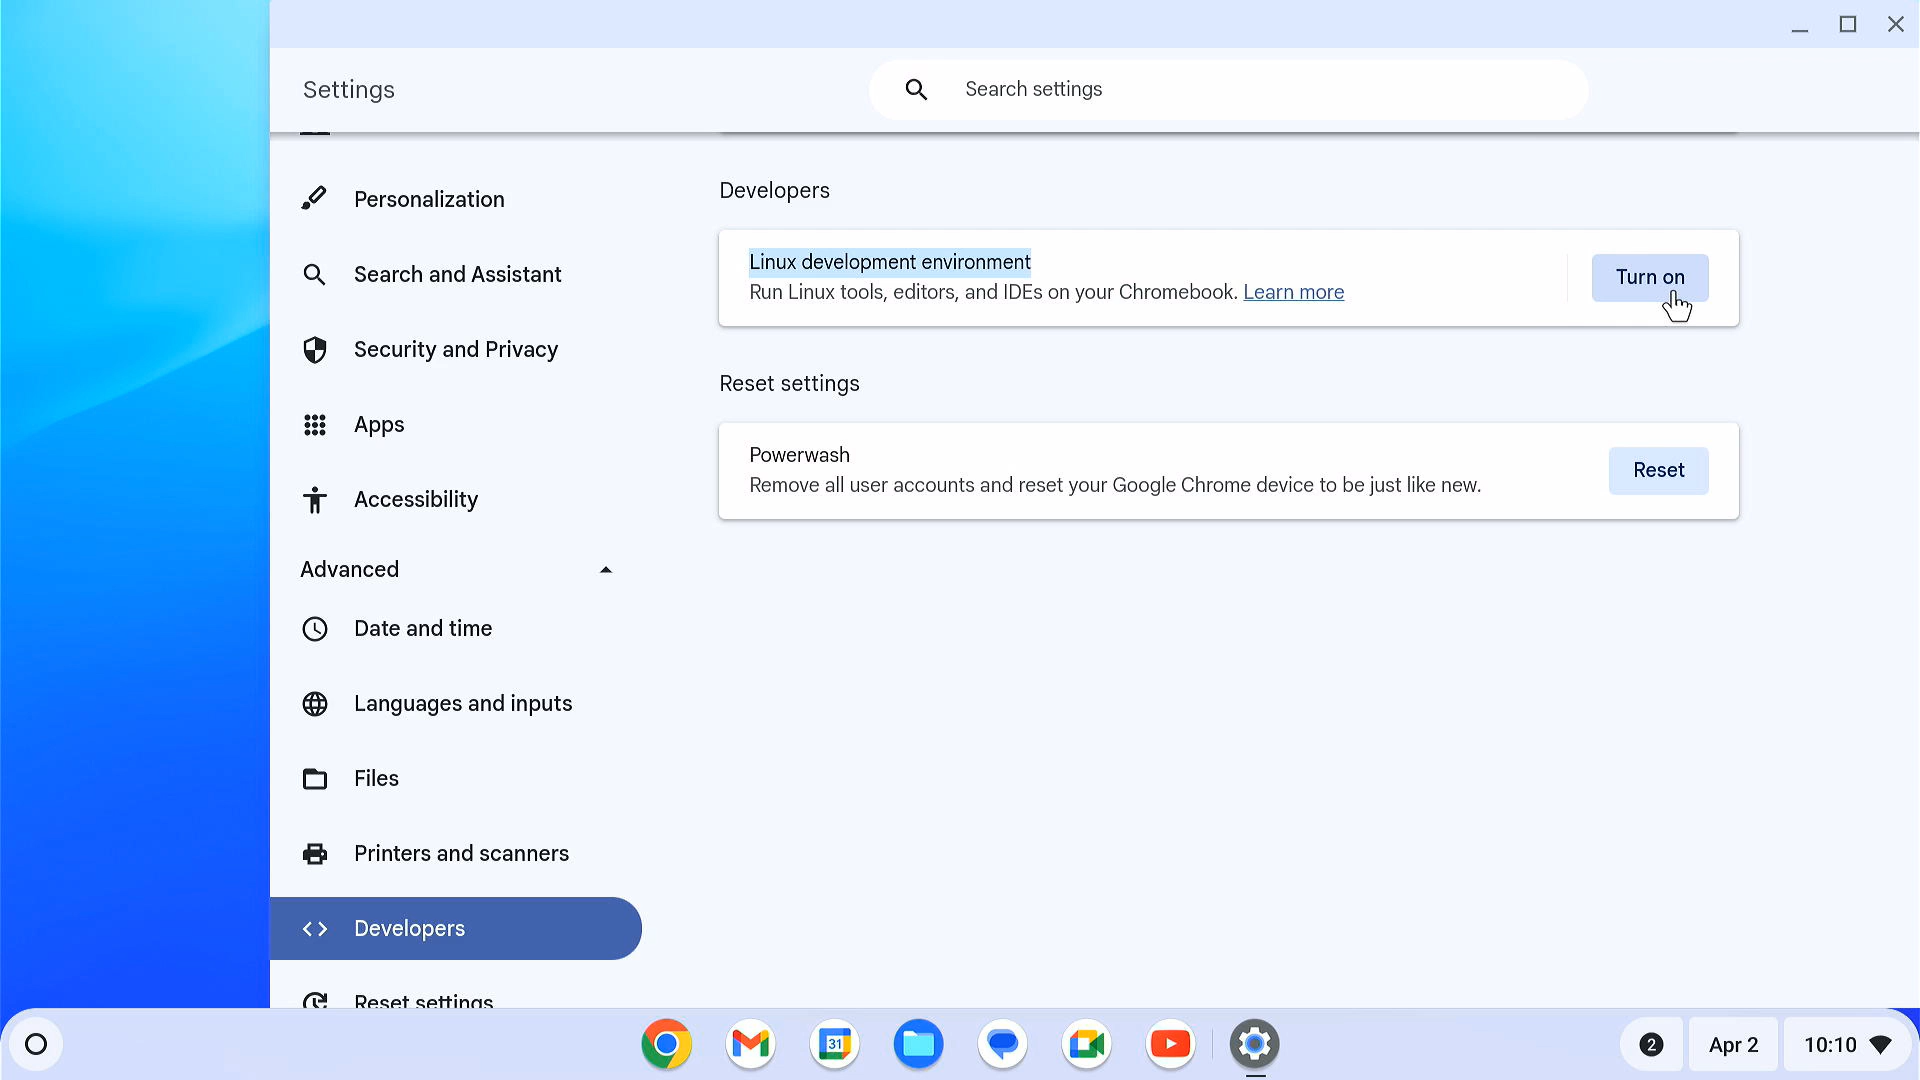 Settings
Search settings
Personalization
Search and Assistant
Security and Privacy
Apps
Accessibility
Advanced
Date and time
Languages and inputs
Files
Printers and scanners
Developers
Reset settings
Developers
Linux development environment
Run Linux tools, editors, and IDEs on your Chromebook. Learn more
Turn on
Reset settings
Powerwash
Remove all user accounts and reset your Google Chrome device to be just like new.
Reset
31
2
Apr 2
10:10